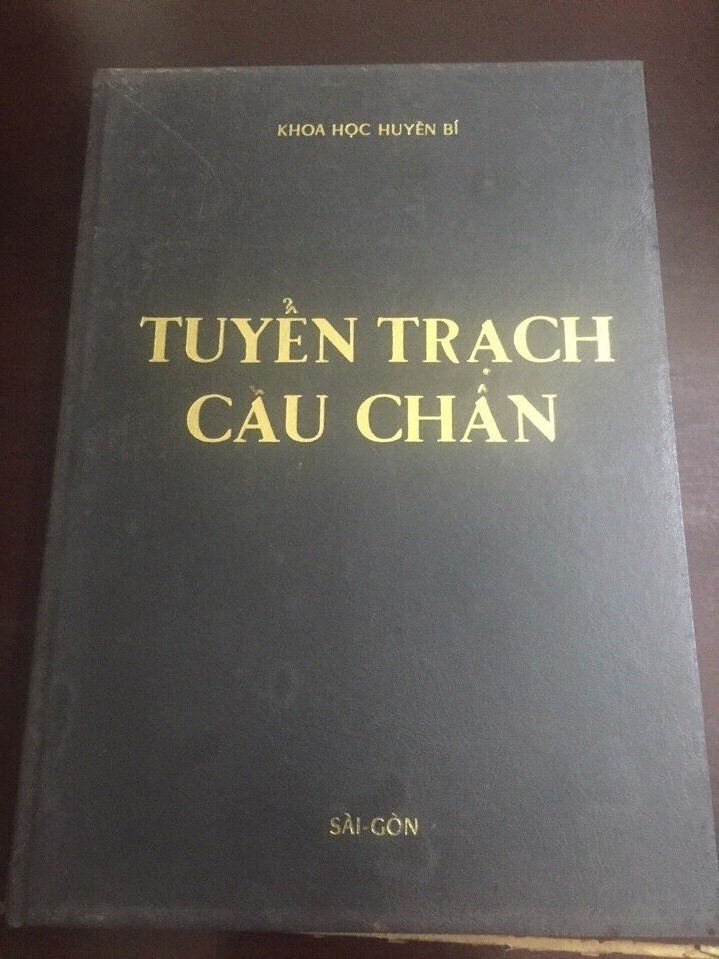 KHOA HỌC HUYỀN BÍ
TUYỂN TRẠCH
CẦU CHÂN
SÀI-GÒN